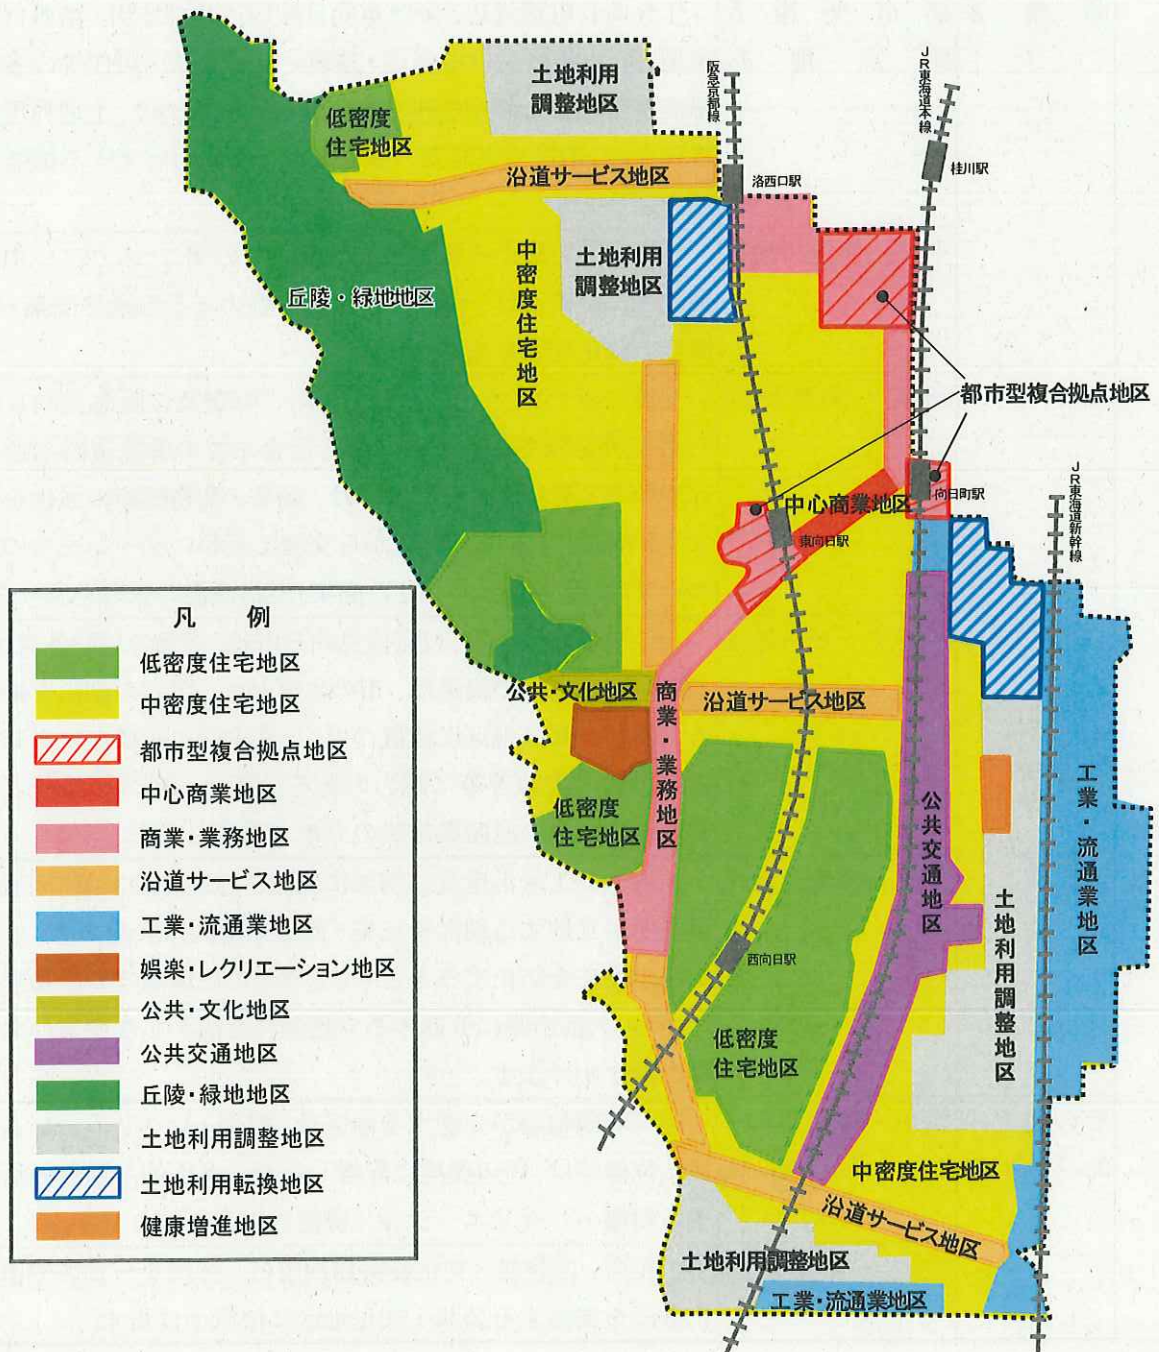 土地利用
調整地区
阪急京都線
JR東海道本線
低密度
住宅地区
桂川駅
沿道サービス地区
洛西口駅
中密度住宅地区
土地利用
調整地区
丘陵・緑地地区
都市型複合拠点地区
JR東海道新幹線
中心商業地区
向日町駅
東向日駅
公共・文化地区
商業・業務地区
沿道サービス地区
低密度
住宅地区
公共交通地区
工業・流通業地区
土地利用調整地区
西向日駅
低密度
住宅地区
中密度住宅地区
沿道サービス地区
土地利用調整地区
工業・流通業地区
凡 例
低密度住宅地区
中密度住宅地区
都市型複合拠点地区
中心商業地区
商業・業務地区
沿道サービス地区
工業・流通業地区
娯楽・レクリエーション地区
公共・文化地区
公共交通地区
丘陵・緑地地区
土地利用調整地区
土地利用転換地区
健康増進地区